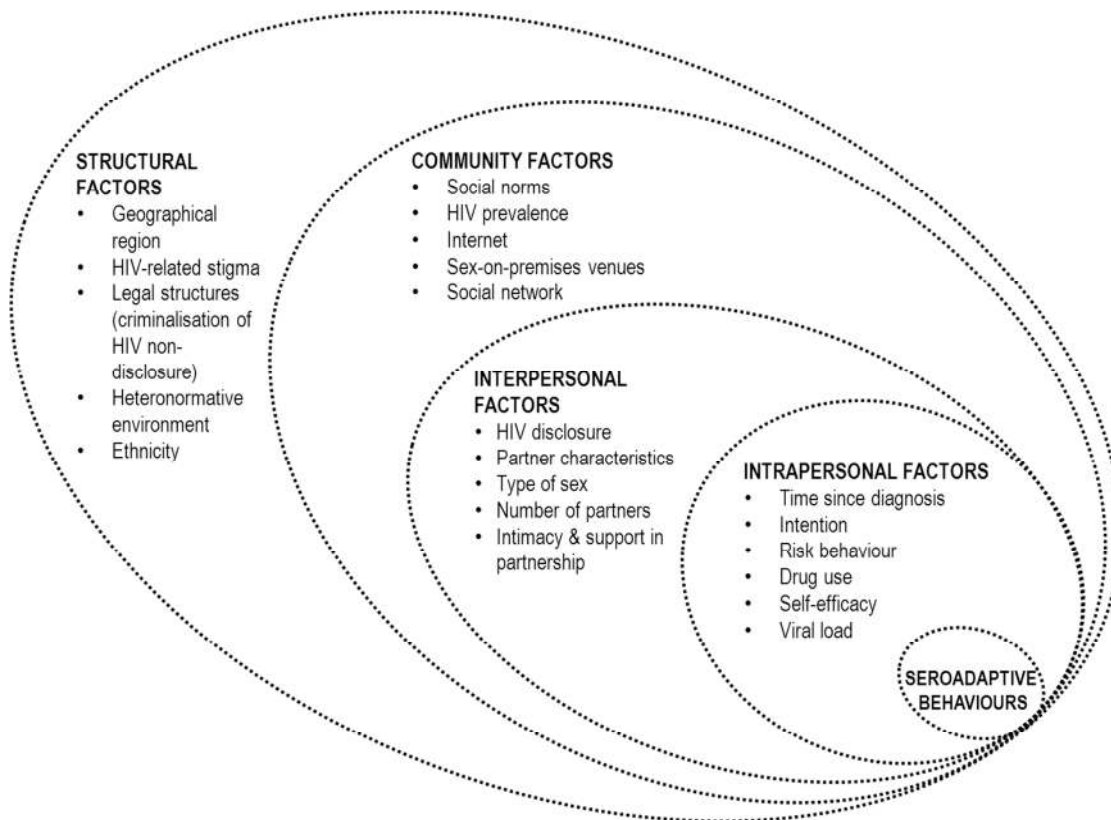 STRUCTURAL
FACTORS
• Geographical
region
• HIV-related stigma
• Legal structures
(criminalisation of
HIV non-
disclosure)
• Heteronormative
environment
• Ethnicity
COMMUNITY FACTORS
• Social norms
• HIV prevalence
• Internet
• Sex-on-premises venues
• Social network
INTERPERSONAL
FACTORS
• HIV disclosure
• Partner characteristics
• Type of sex
• Number of partners
• Intimacy & support in
partnership
INTRAPERSONAL FACTORS
• Time since diagnosis
• Intention
• Risk behaviour
• Drug use
• Self-efficacy
• Viral load
SEROADAPTIVE
BEHAVIOURS